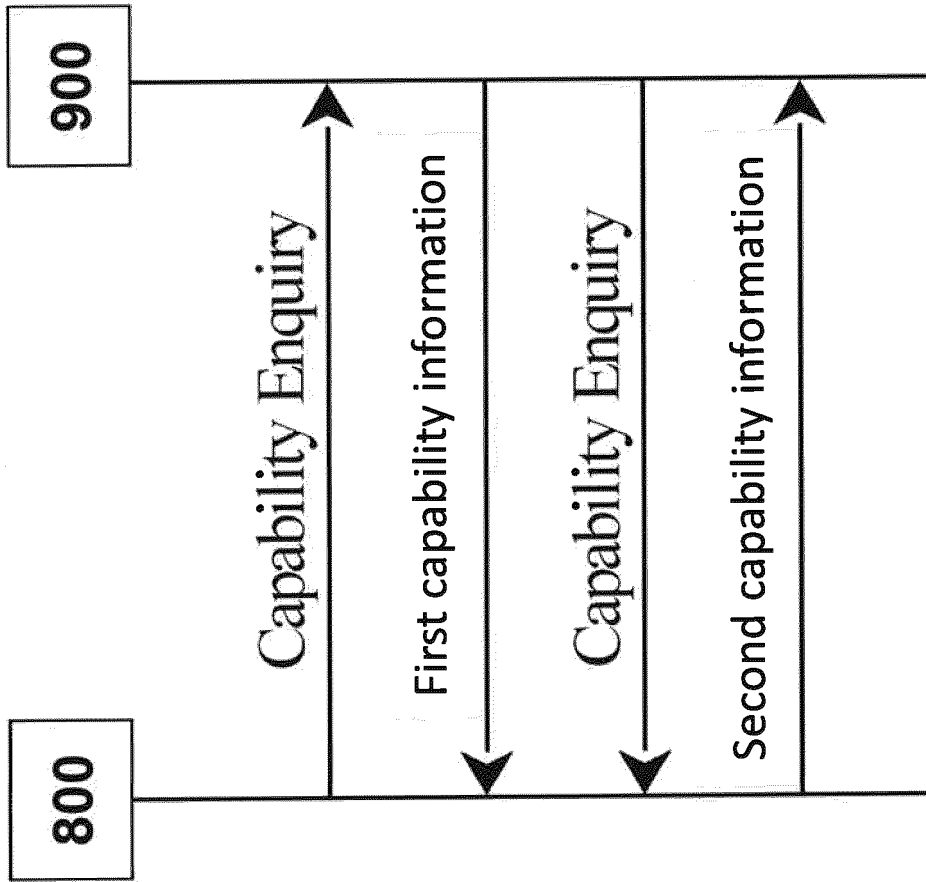 800
900
Capability Enquiry
First capability information
Capability Enquiry
Second capability information